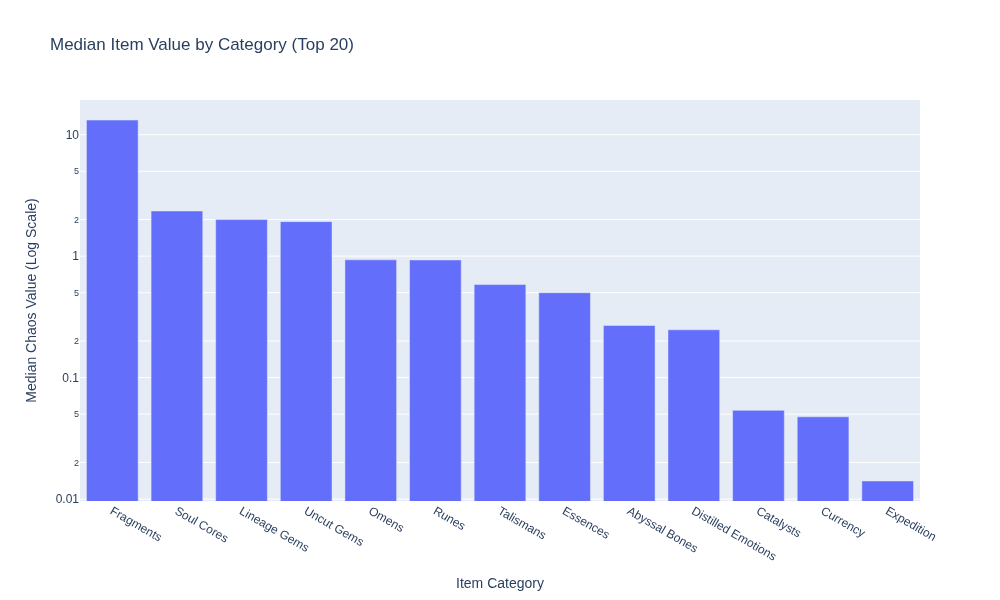 Median Item Value by Category (Top 20)
Median Chaos Value (Log Scale)
10
5
2
1
5
2
0.1
5
2
0.01
Fragments
Soul Cores
Lineage Gems
Uncut Gems
Omens
Runes
Talismans
Essences
Abyssal Bones
Distilled Emotions
Catalysts
Currency
Expedition
Item Category